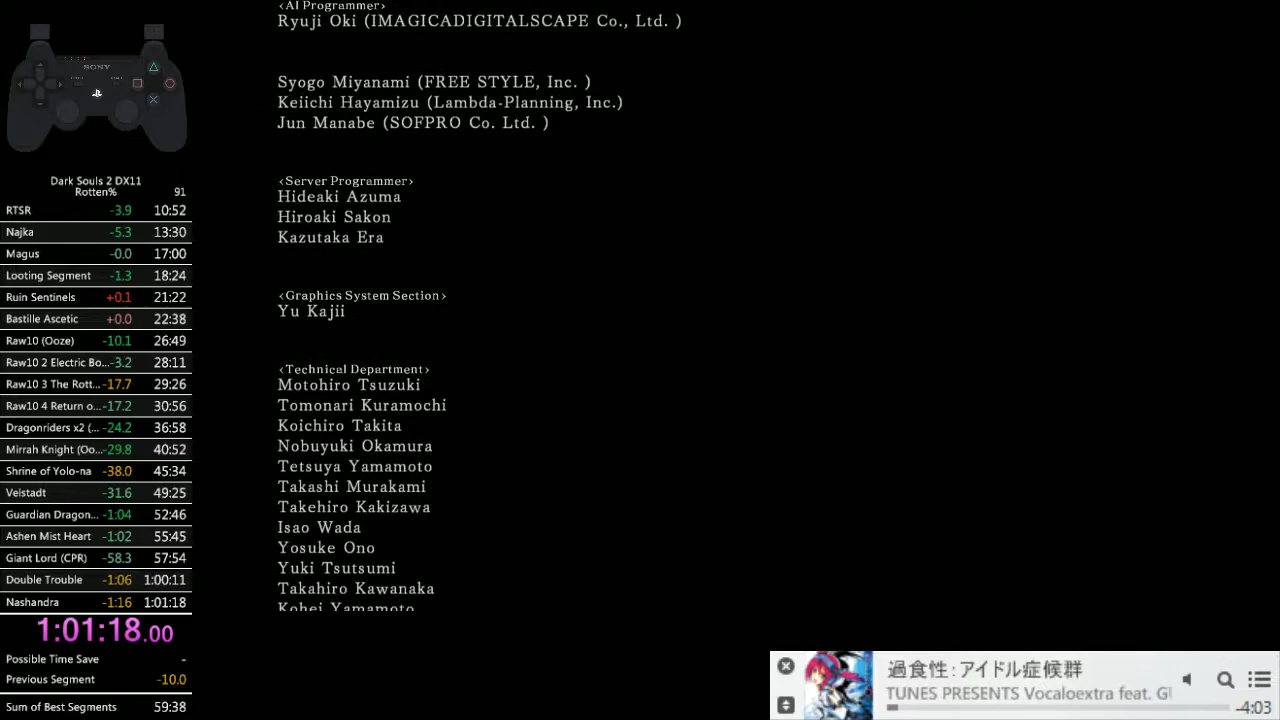 SONY
Dark Souls 2 DX11
Rotten% 91
RTSR -3.9 10:52
Najka -5.3 13:30
Magus -0.0 17:00
Looting Segment -1.3 18:24
Ruin Sentinels +0.1 21:22
Bastille Ascetic +0.0 22:38
Raw10 (Ooze) -10.1 26:49
Raw10 2 Electric Bo... -3.2 28:11
Raw10 3 The Rott... -17.7 29:26
Raw10 4 Return o... -17.2 30:56
Dragonriders x2 (... -24.2 36:58
Mirrah Knight (Oo... -29.8 40:52
Shrine of Yolo-na -38.0 45:34
Velstadt -31.6 49:25
Guardian Dragon... -1:04 52:46
Ashen Mist Heart -1:02 55:45
Giant Lord (CPR) -58.3 57:54
Double Trouble -1:06 1:00:11
Nashandra -1:16 1:01:18
1:01:18.00
Possible Time Save -
Previous Segment -10.0
Sum of Best Segments 59:38
<AI Programmer>
Ryuji Oki (IMAGICADIGITALSCAPE Co., Ltd. )
Syogo Miyanami (FREE STYLE, Inc. )
Keiichi Hayamizu (Lambda-Planning, Inc.)
Jun Manabe (SOFPRO Co. Ltd. )
<Server Programmer>
Hideaki Azuma
Hiroaki Sakon
Kazutaka Era
<Graphics System Section>
Yu Kajii
<Technical Department>
Motohiro Tsuzuki
Tomonari Kuramochi
Koichiro Takita
Nobuyuki Okamura
Tetsuya Yamamoto
Takashi Murakami
Takehiro Kakizawa
Isao Wada
Yosuke Ono
Yuki Tsutsumi
Takahiro Kawanaka
Kohei Yamamoto
過食性:アイドル症候群
TUNES PRESENTS Vocaloextra feat. GU
-4:03